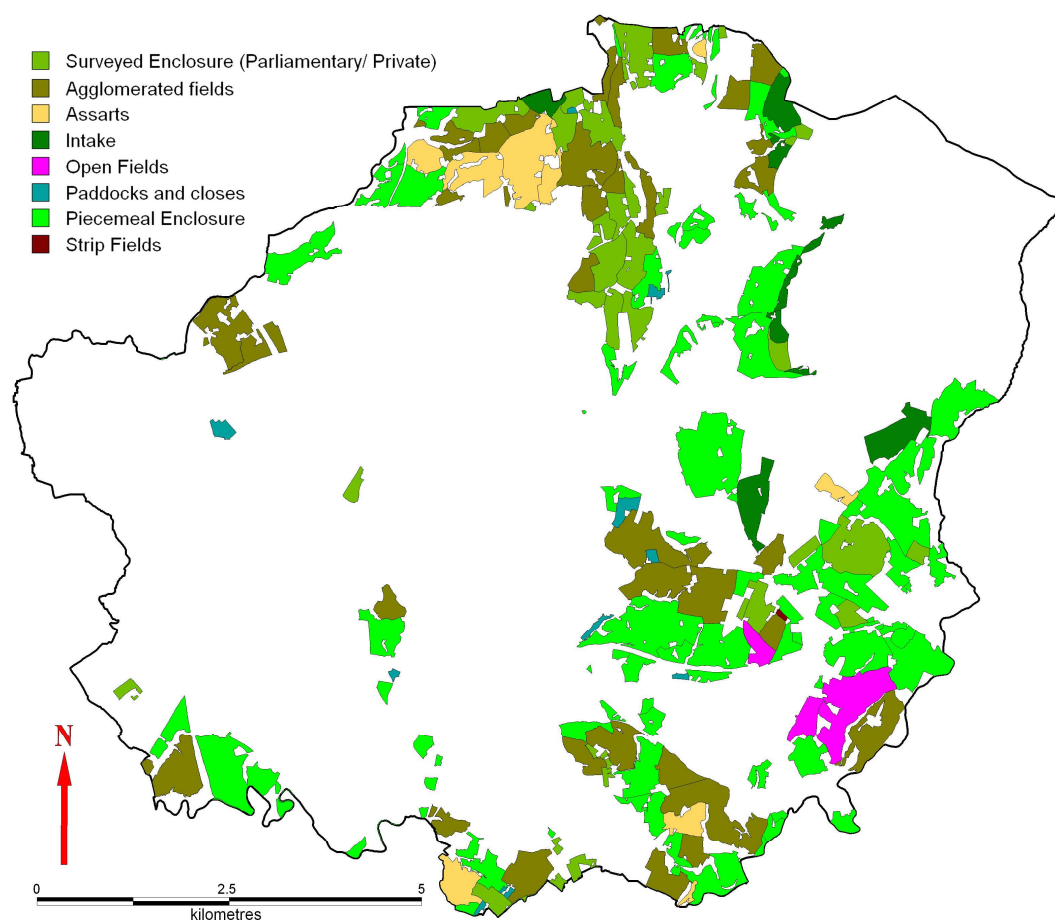 Surveyed Enclosure (Parliamentary/ Private)
Agglomerated fields
Assarts
Intake
Open Fields
Paddocks and closes
Piecemeal Enclosure
Strip Fields
N
0 2.5 5
kilometres